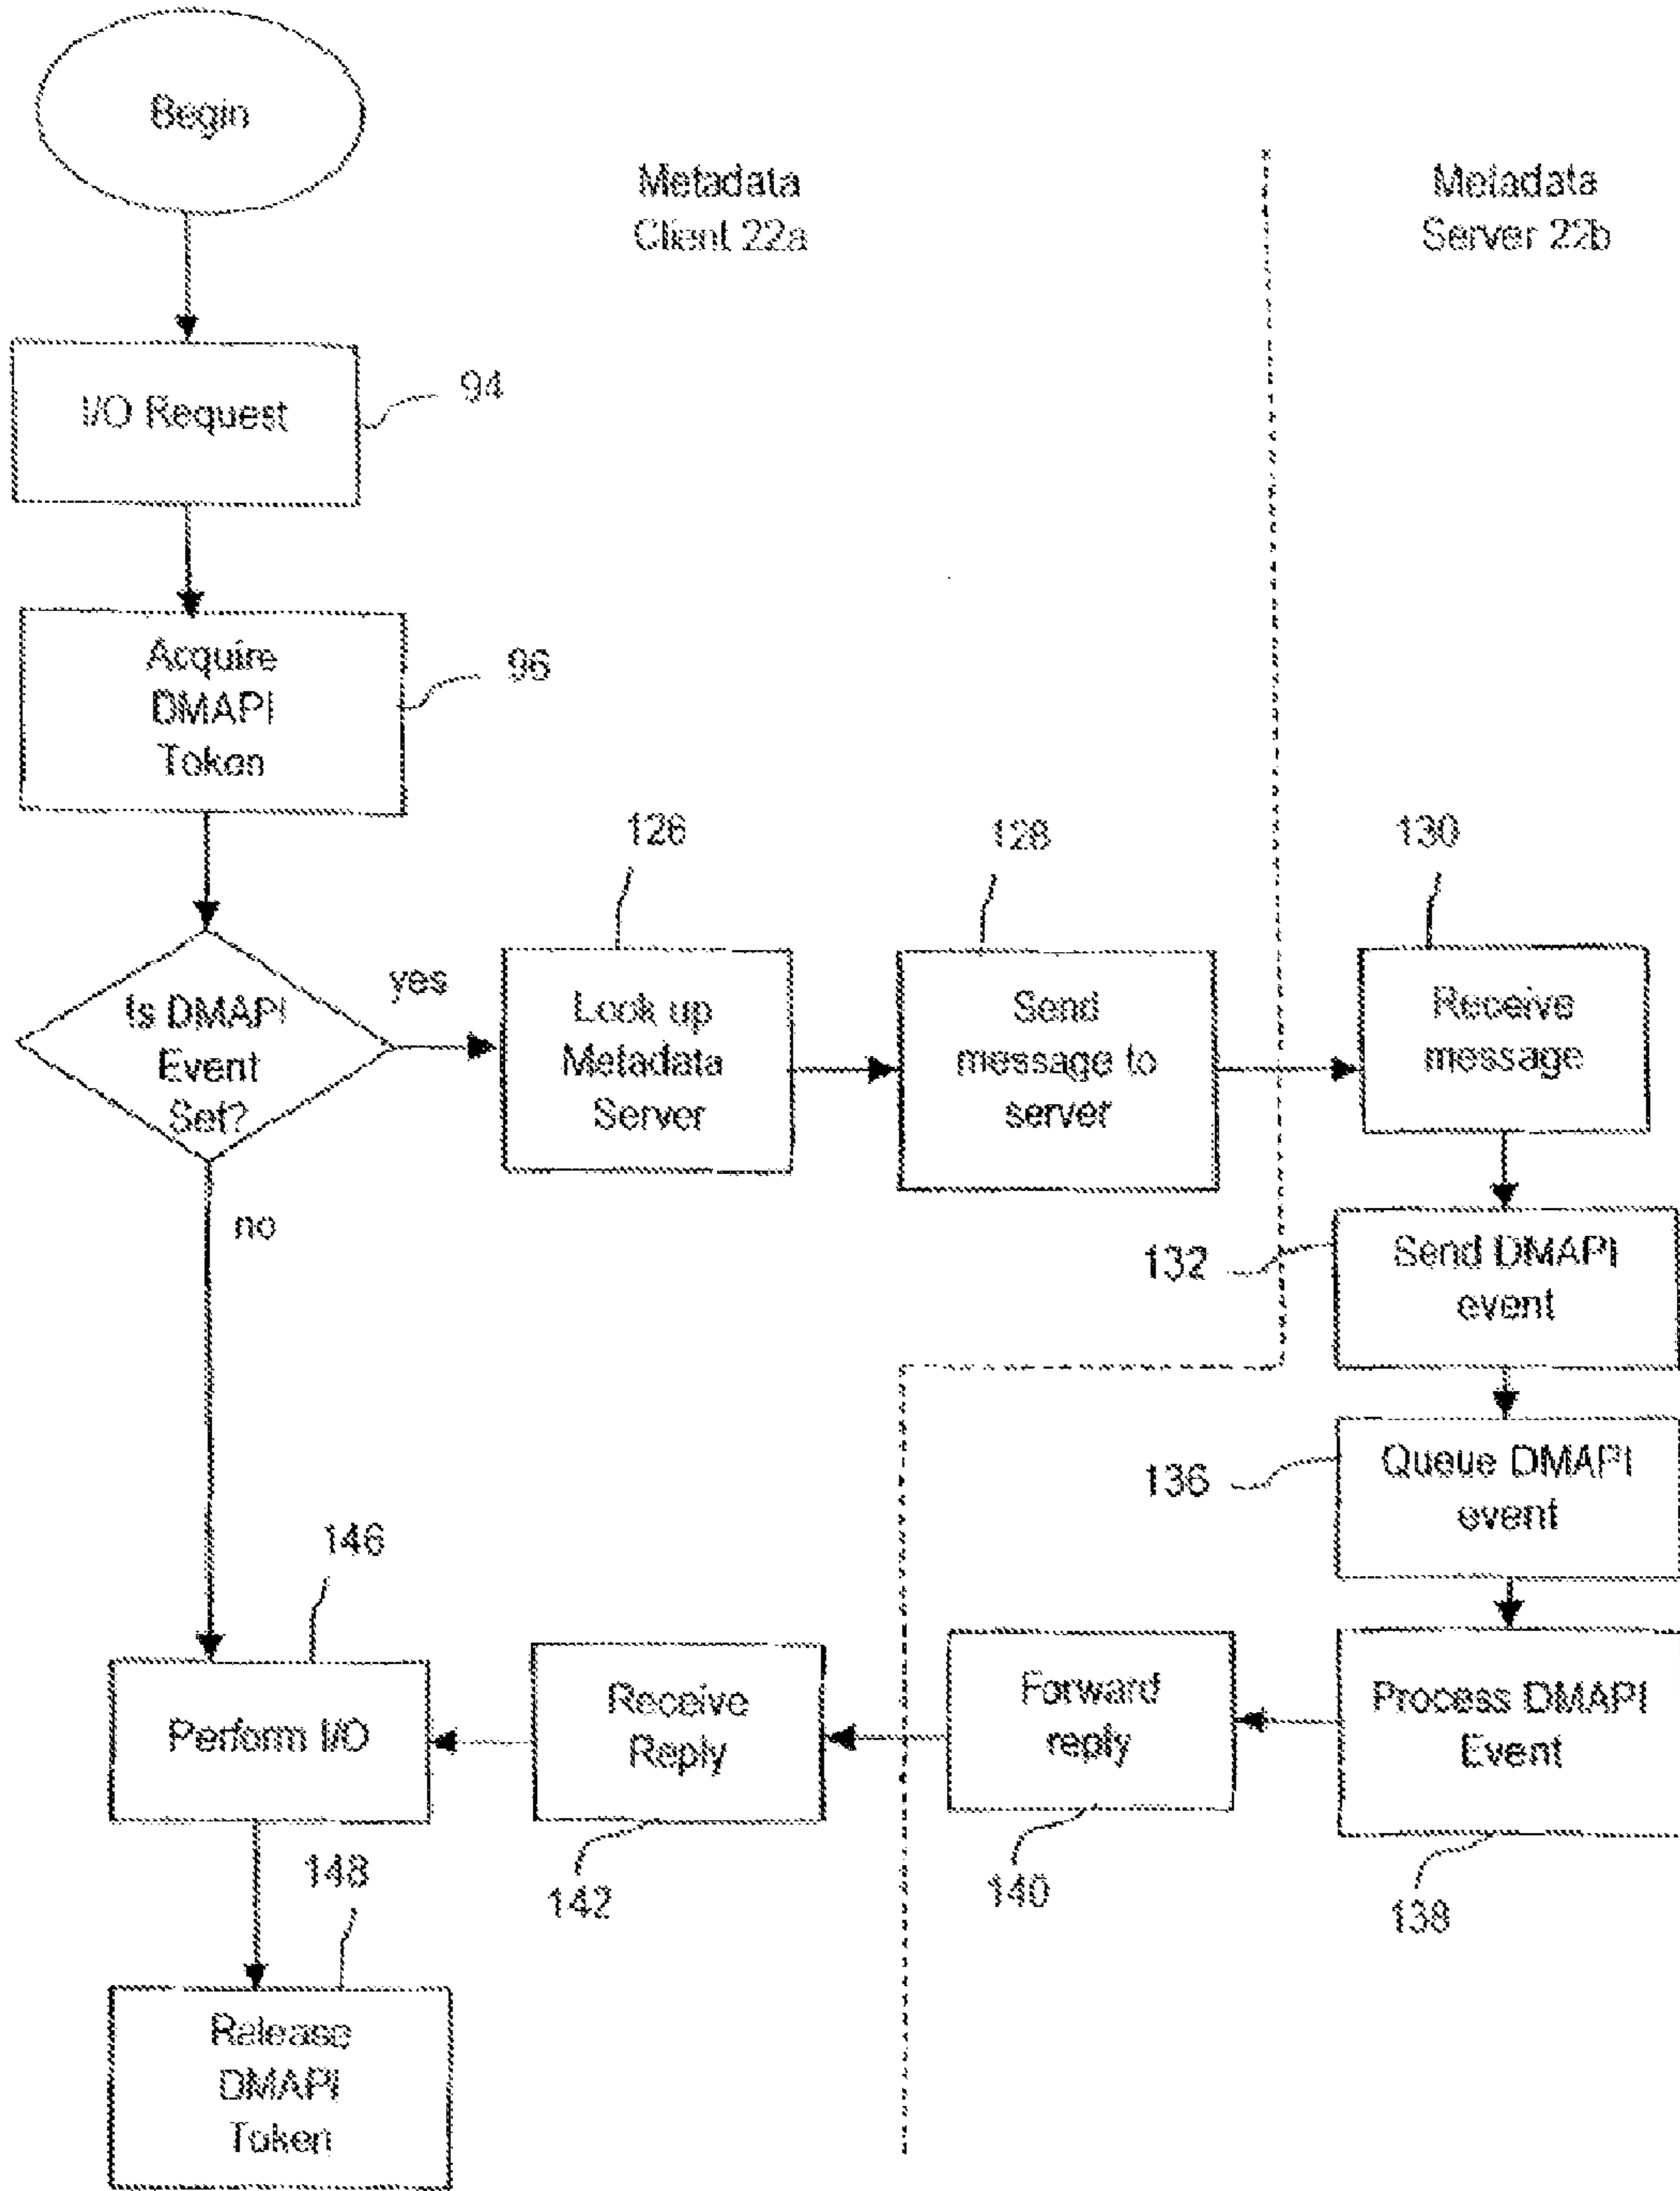 Begin
Metadata
Client 22a
Metadata
Server 22b
I/O Request
94
Acquire
DMAPI
Token
96
126
128
130
Is DMAPI
Event
Set?
yes
Look up
Metadata
Server
Send
message to
server
Receive
message
no
132
Send DMAPI
event
136
Queue DMAPI
event
146
Perform I/O
Receive
Reply
Forward
reply
Process DMAPI
Event
148
142
140
138
Release
DMAPI
Token